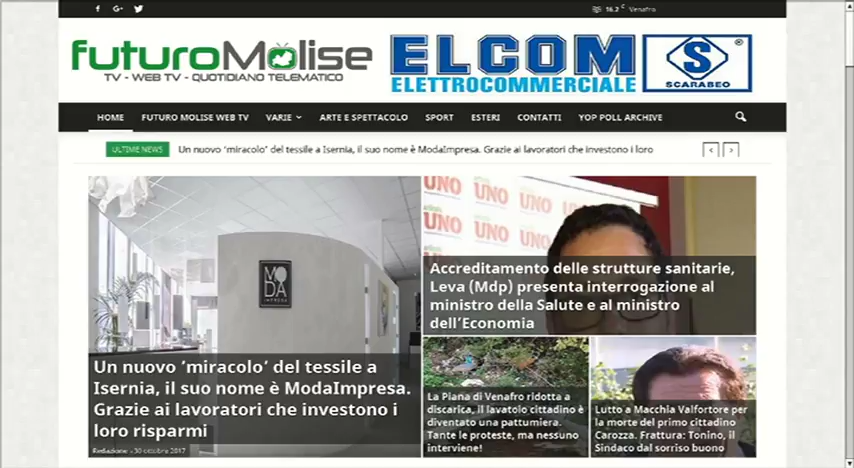 f G+ 16.2 C Venafro
futuroMolise
TV - WEB TV - QUOTIDIANO TELEMATICO
ELCOM
ELETTROCOMMERCIALE
S ®
SCARABEO
HOME FUTURO MOLISE WEB TV VARIE ARTE E SPETTACOLO SPORT ESTERI CONTATTI YOP POLL ARCHIVE
ULTIME NEWS Un nuovo ‘miracolo’ del tessile a Isernia, il suo nome è ModaImpresa. Grazie ai lavoratori che investono i loro
MO
DA
IMPRESA
Un nuovo ‘miracolo’ del tessile a
Isernia, il suo nome è ModaImpresa.
Grazie ai lavoratori che investono i
loro risparmi
Redazione - 30 ottobre 2017
UNO UNO UNO
UNO UNO
Accreditamento delle strutture sanitarie,
Leva (Mdp) presenta interrogazione al
ministro della Salute e al ministro
dell’Economia
La Piana di Venafro ridotta a
discarica, il lavatoio cittadino è
diventato una pattumiera.
Tante le proteste, ma nessuno
interviene!
Lutto a Macchia Valfortore per
la morte del primo cittadino
Carozza. Frattura: Tonino, il
Sindaco dal sorriso buono